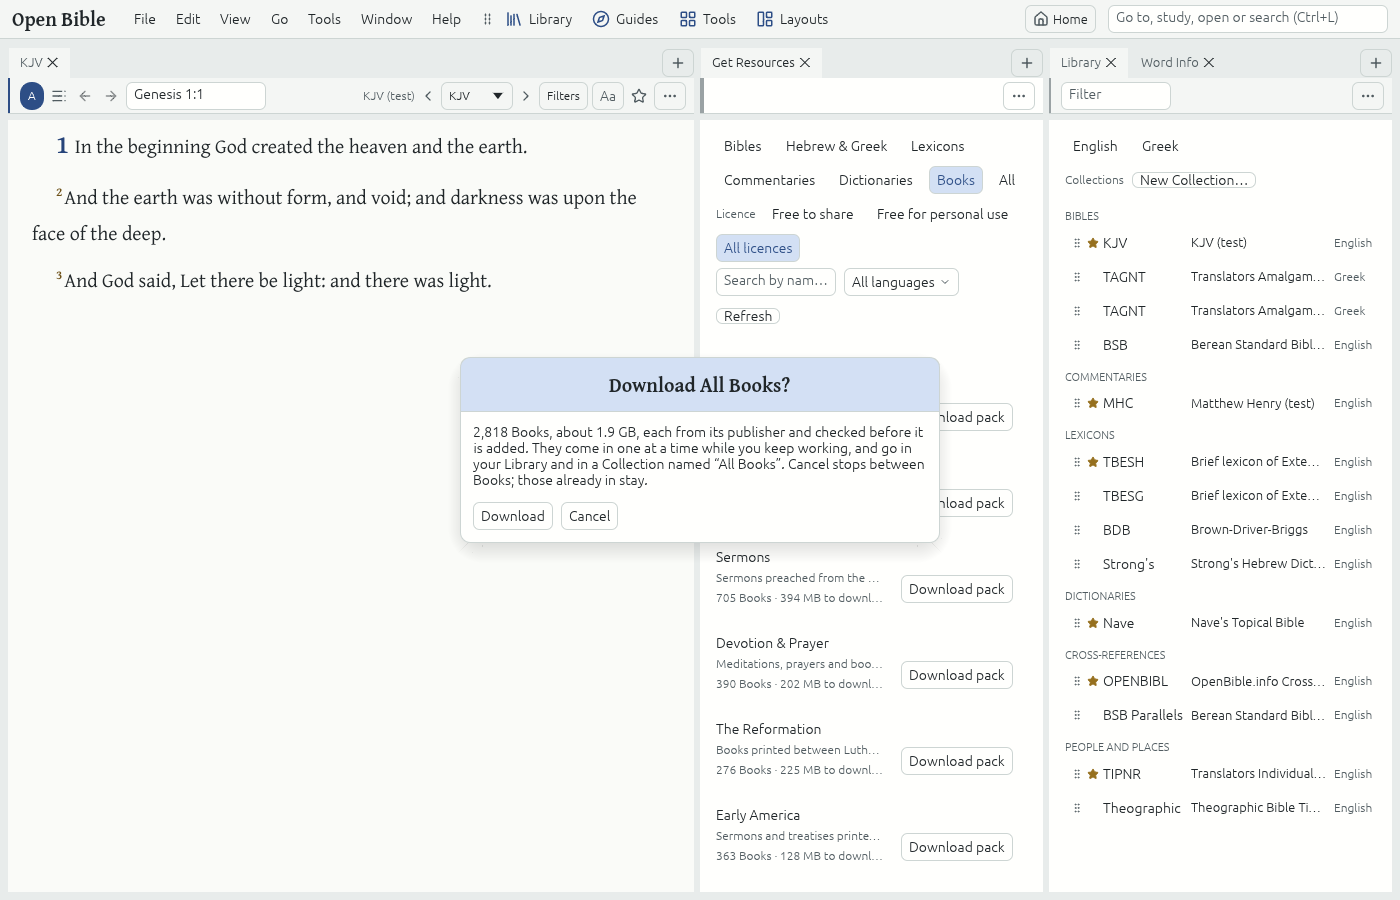 Open Bible
File Edit View Go Tools Window Help Library Guides Tools Layouts Home Go to, study, open or search (Ctrl+L)
KJV
A Genesis 1:1 KJV (test) KJV Filters Aa
1 In the beginning God created the heaven and the earth.
2 And the earth was without form, and void; and darkness was upon the
face of the deep.
3 And God said, Let there be light: and there was light.
Get Resources
Bibles Hebrew & Greek Lexicons
Commentaries Dictionaries Books All
Licence Free to share Free for personal use
All licences
Search by nam… All languages
Refresh
Download All Books?
2,818 Books, about 1.9 GB, each from its publisher and checked before it
is added. They come in one at a time while you keep working, and go in
your Library and in a Collection named “All Books”. Cancel stops between
Books; those already in stay.
Download Cancel
pack
pack
Sermons
Sermons preached from the …
705 Books · 394 MB to downl…
Download pack
Devotion & Prayer
Meditations, prayers and boo…
390 Books · 202 MB to downl…
Download pack
The Reformation
Books printed between Luth…
276 Books · 225 MB to downl…
Download pack
Early America
Sermons and treatises printe…
363 Books · 128 MB to downl…
Download pack
Library Word Info
Filter
English Greek
Collections New Collection…
BIBLES
KJV KJV (test) English
TAGNT Translators Amalgam… Greek
TAGNT Translators Amalgam… Greek
BSB Berean Standard Bibl… English
COMMENTARIES
MHC Matthew Henry (test) English
LEXICONS
TBESH Brief lexicon of Exte… English
TBESG Brief lexicon of Exte… English
BDB Brown-Driver-Briggs English
Strong's Strong's Hebrew Dict… English
DICTIONARIES
Nave Nave's Topical Bible English
CROSS-REFERENCES
OPENBIBL OpenBible.info Cross… English
BSB Parallels Berean Standard Bibl… English
PEOPLE AND PLACES
TIPNR Translators Individual… English
Theographic Theographic Bible Ti… English